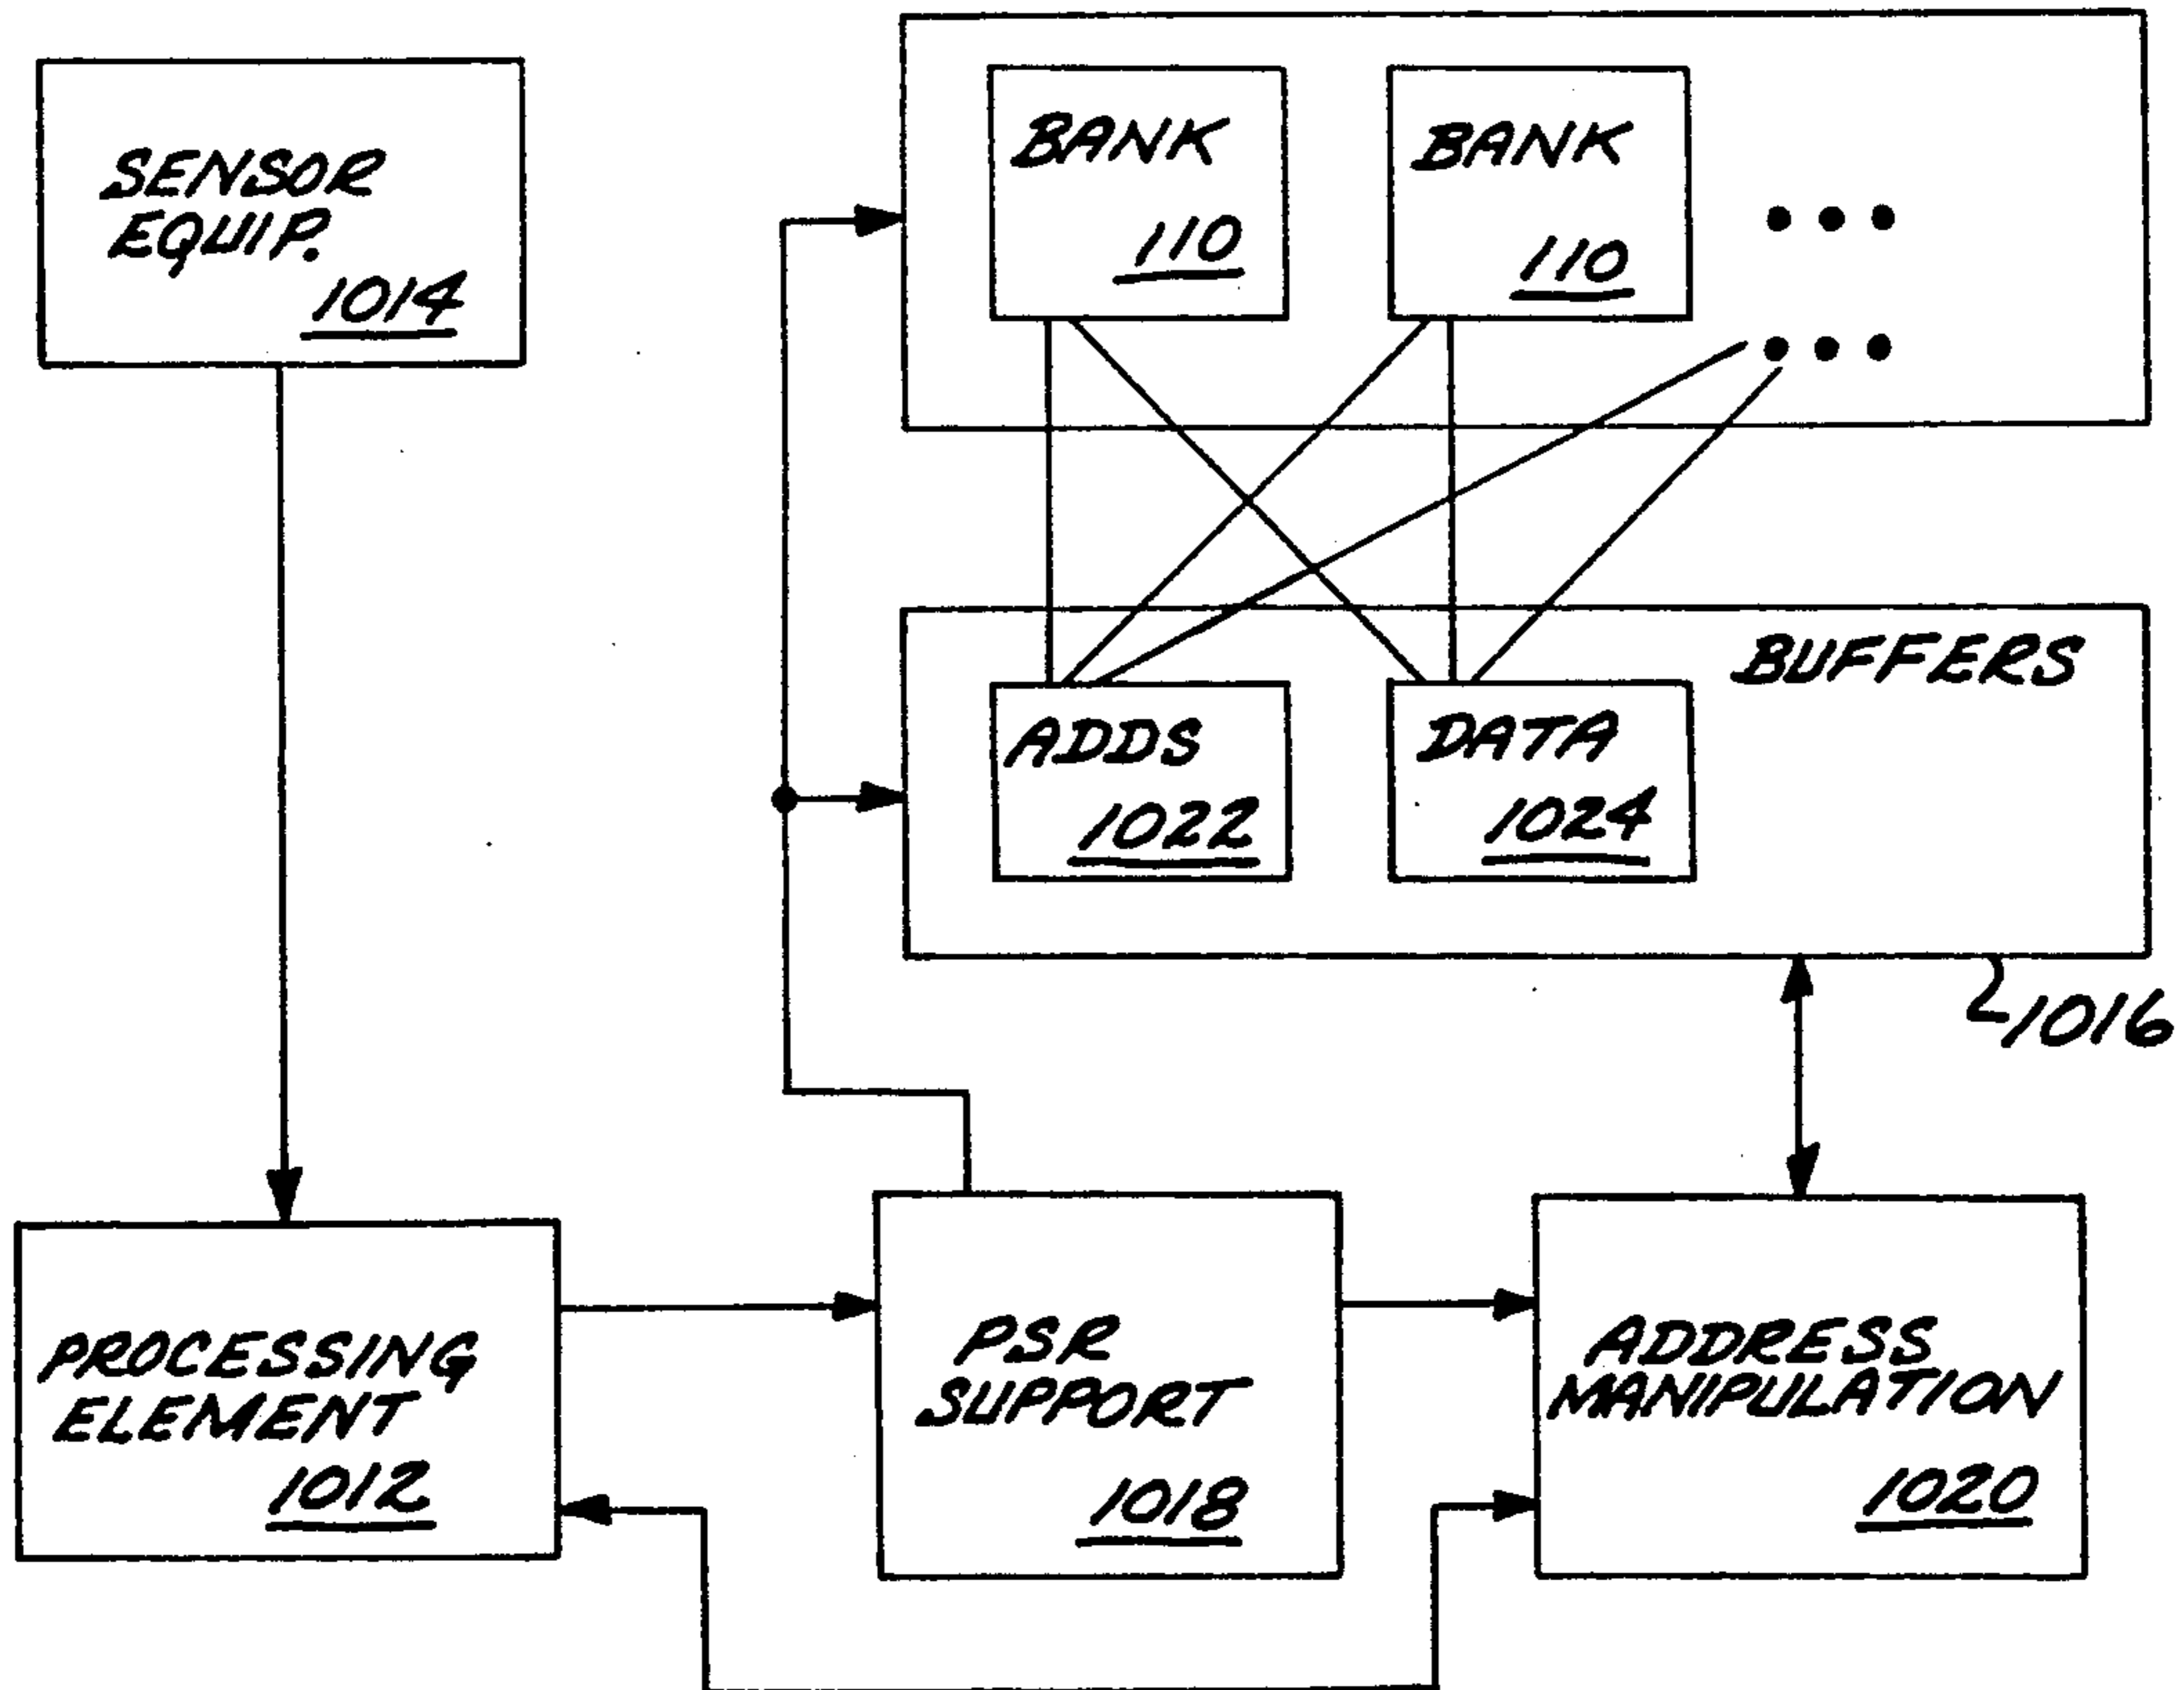 SENSOR
EQUIP.
1014
BANK
110
BANK
110
BUFFERS
ADDS
1022
DATA
1024
1016
PROCESSING
ELEMENT
1012
PSR
SUPPORT
1018
ADDRESS
MANIPULATION
1020